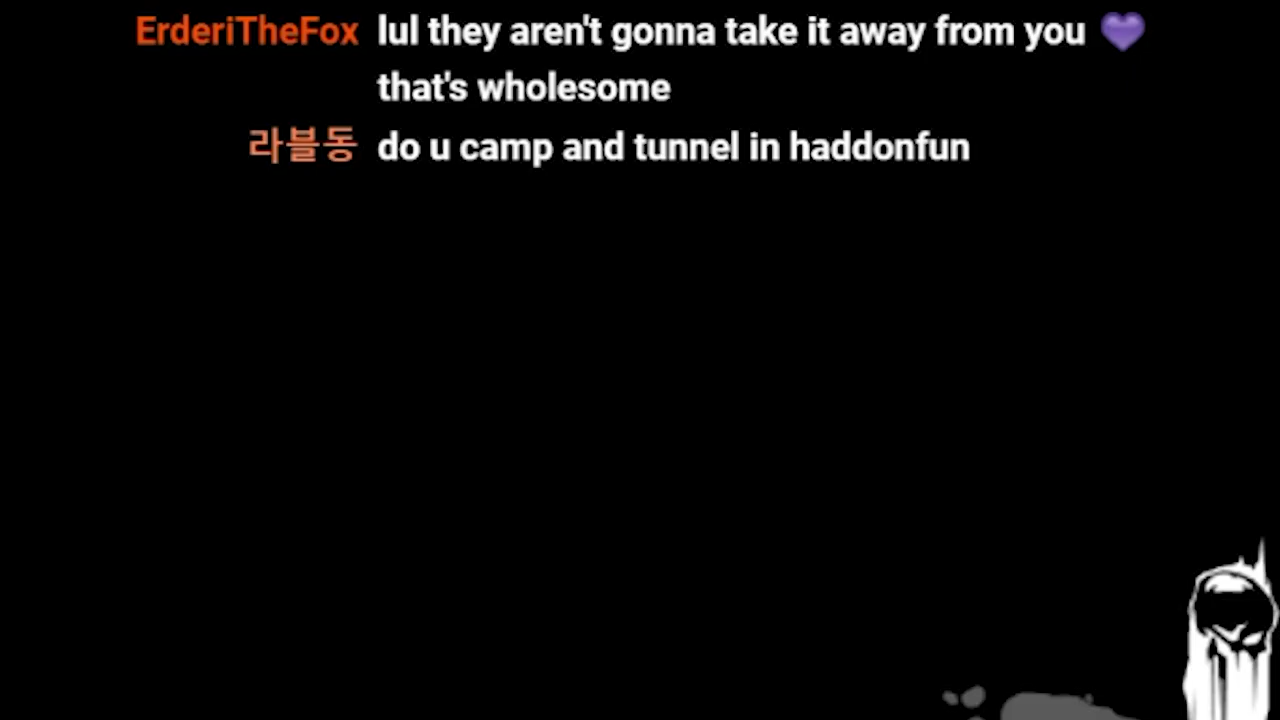 ErderiTheFox lul they aren't gonna take it away from you 💜
that's wholesome
라블동 do u camp and tunnel in haddonfun